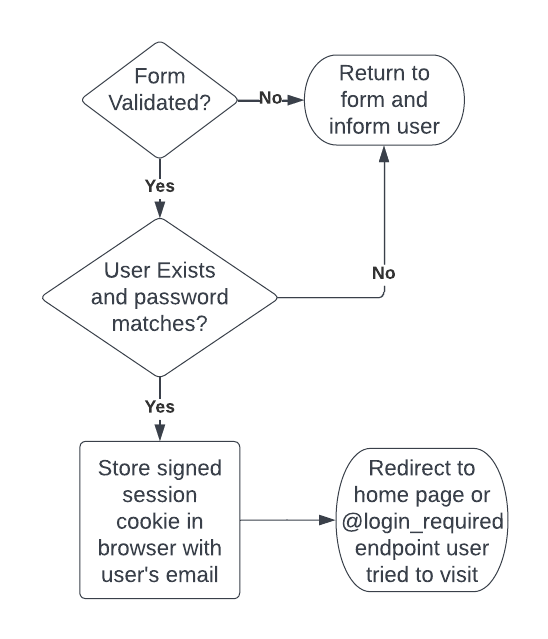 Form
Validated?
No
Return to
form and
inform user
Yes
User Exists
and password
matches?
No
Yes
Store signed
session
cookie in
browser with
user's email
Redirect to
home page or
@login_required
endpoint user
tried to visit